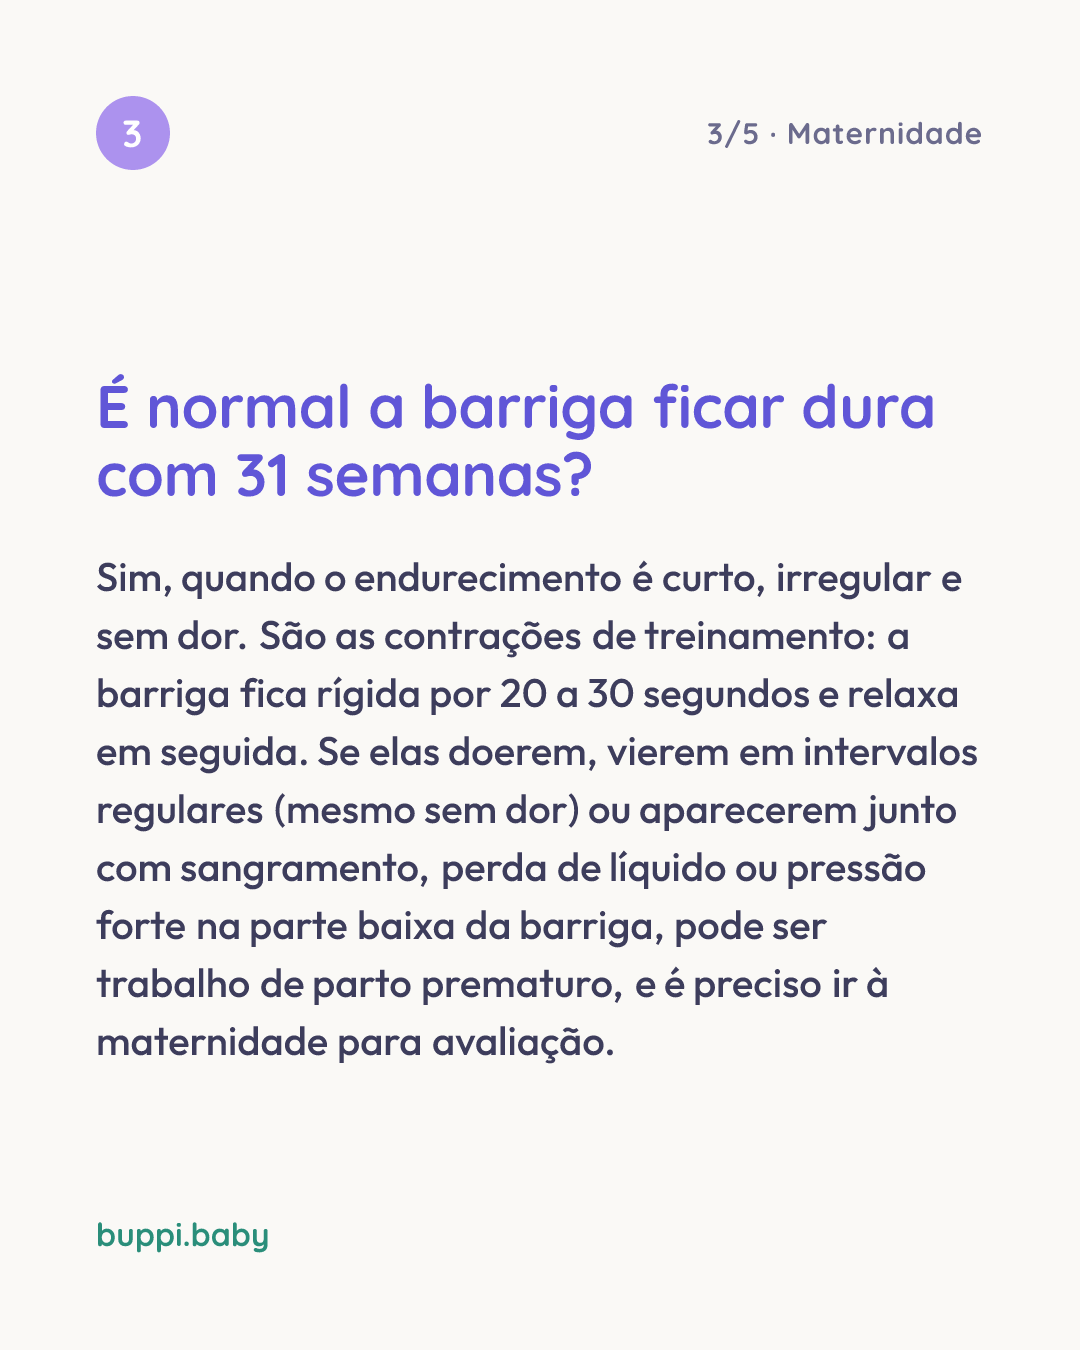 3
3/5 · Maternidade
É normal a barriga ficar dura
com 31 semanas?
Sim, quando o endurecimento é curto, irregular e
sem dor. São as contrações de treinamento: a
barriga fica rígida por 20 a 30 segundos e relaxa
em seguida. Se elas doerem, vierem em intervalos
regulares (mesmo sem dor) ou aparecerem junto
com sangramento, perda de líquido ou pressão
forte na parte baixa da barriga, pode ser
trabalho de parto prematuro, e é preciso ir à
maternidade para avaliação.
buppi.baby